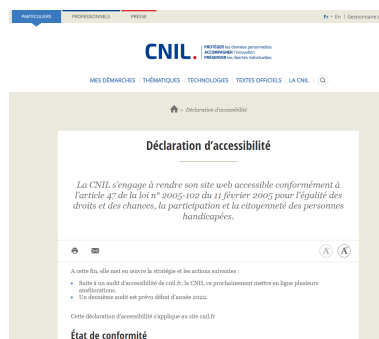 PARTICULIERS PROFESSIONNELS PRESSE Fr • En | Gestionnaire
CNIL. PROTÉGER les données personnelles
ACCOMPAGNER l'innovation
PRÉSERVER les libertés individuelles
MES DÉMARCHES | THÉMATIQUES | TECHNOLOGIES | TEXTES OFFICIELS | LA CNIL |
> Déclaration d'accessibilité
Déclaration d'accessibilité
La CNIL s'engage à rendre son site web accessible conformément à
l'article 47 de la loi n° 2005-102 du 11 février 2005 pour l'égalité des
droits et des chances, la participation et la citoyenneté des personnes
handicapées.
A A
A cette fin, elle met en œuvre la stratégie et les actions suivantes :
• Suite à un audit d'accessibilité de cnil.fr, la CNIL va prochainement mettre en ligne plusieurs
améliorations.
• Un deuxième audit est prévu début d'année 2022.
Cette déclaration d'accessibilité s'applique au site cnil.fr
État de conformité